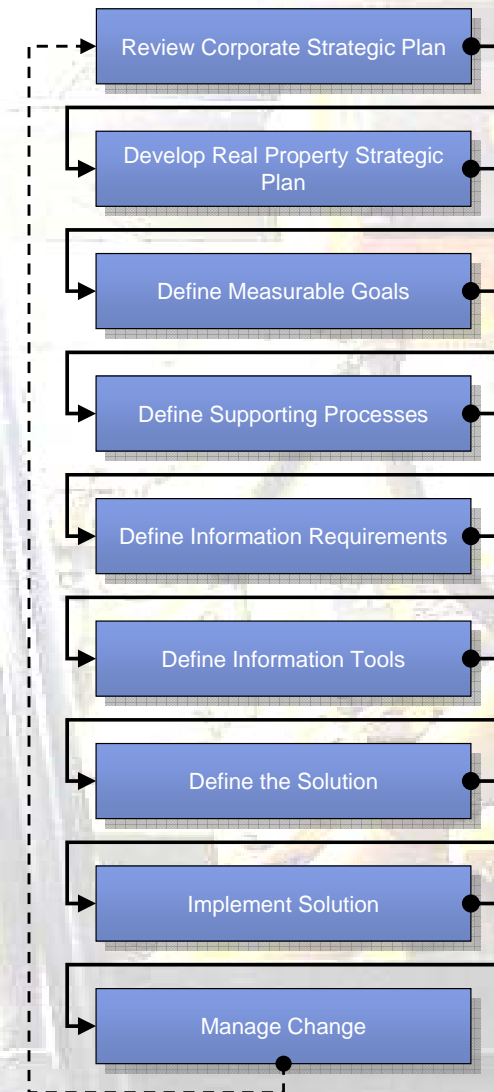 Review Corporate Strategic Plan
Develop Real Property Strategic
Plan
Define Measurable Goals
Define Supporting Processes
Define Information Requirements
Define Information Tools
Define the Solution
Implement Solution
Manage Change